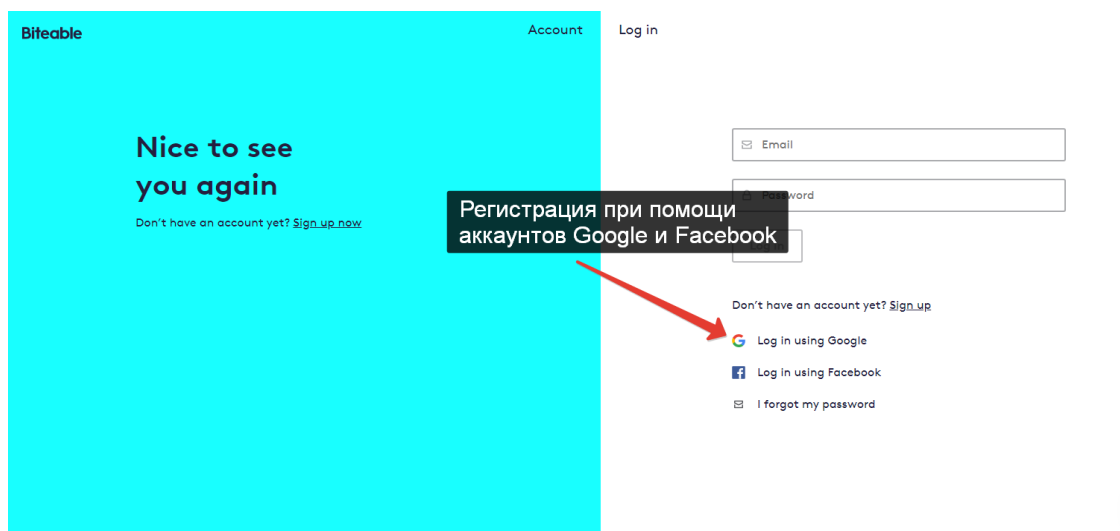 Biteable
Account
Log in
Nice to see
you again
Don't have an account yet? Sign up now
Email
Password
Регистрация при помощи
аккаунтов Google и Facebook
Log in
Don't have an account yet? Sign up
Log in using Google
Log in using Facebook
I forgot my password